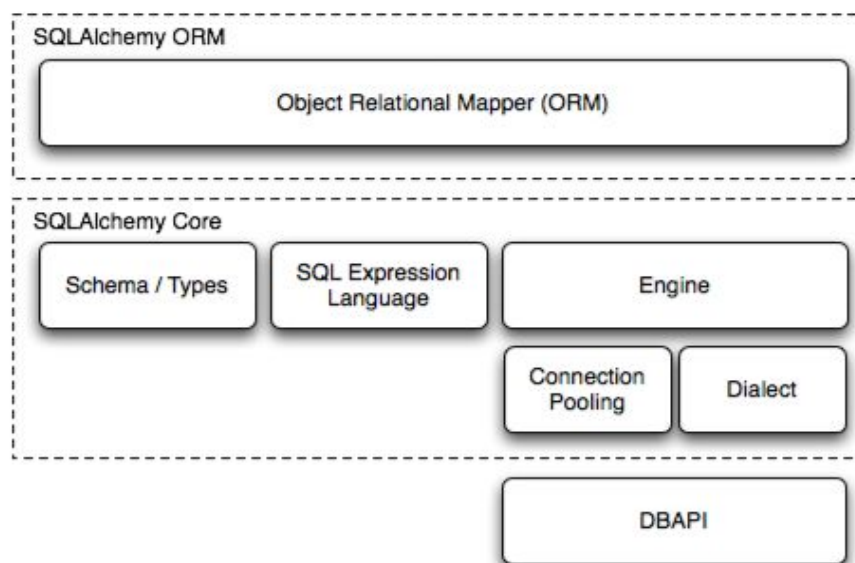 SQLAlchemy ORM
Object Relational Mapper (ORM)
SQLAlchemy Core
Schema / Types
SQL Expression
Language
Engine
Connection
Pooling
Dialect
DBAPI